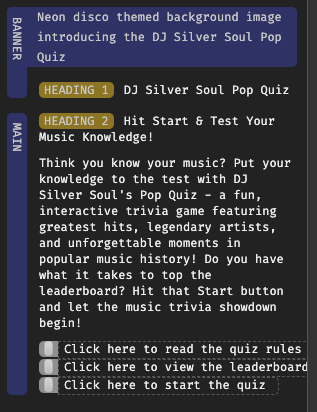 BANNER
Neon disco themed background image
introducing the DJ Silver Soul Pop
Quiz
HEADING 1 DJ Silver Soul Pop Quiz
MAIN
HEADING 2 Hit Start & Test Your
Music Knowledge!
Think you know your music? Put your
knowledge to the test with DJ
Silver Soul's Pop Quiz - a fun,
interactive trivia game featuring
greatest hits, legendary artists,
and unforgettable moments in
popular music history! Do you have
what it takes to top the
leaderboard? Hit that Start button
and let the music trivia showdown
begin!
Click here to read the quiz rules
Click here to view the leaderboard
Click here to start the quiz